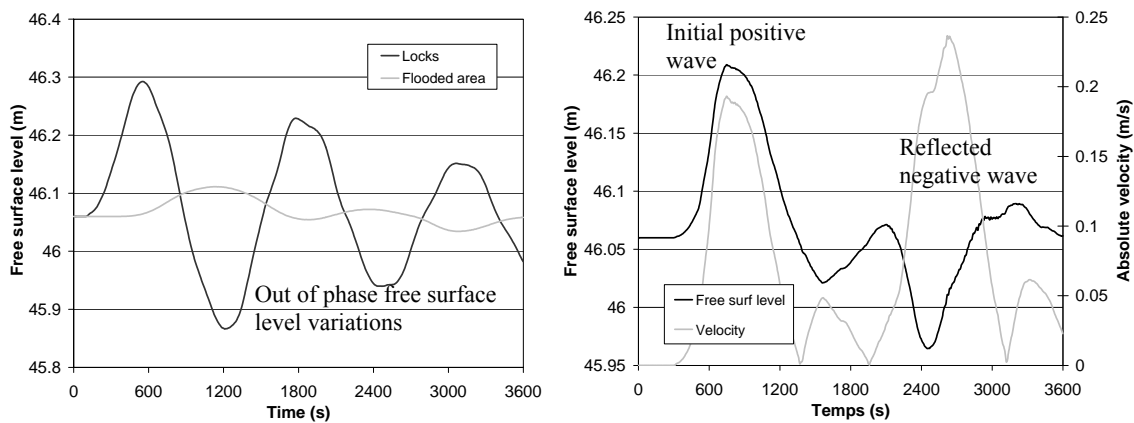 46.4
46.3
46.2
46.1
46
45.9
45.8
Free surface level (m)
Locks
Flooded area
Out of phase free surface
level variations
0 600 1200 1800 2400 3000 3600
Time (s)
46.25
46.2
46.15
46.1
46.05
46
45.95
Free surface level (m)
Initial positive
wave
Reflected
negative wave
Free surf level
Velocity
0.25
0.2
0.15
0.1
0.05
0
Absolute velocity (m/s)
0 600 1200 1800 2400 3000 3600
Temps (s)